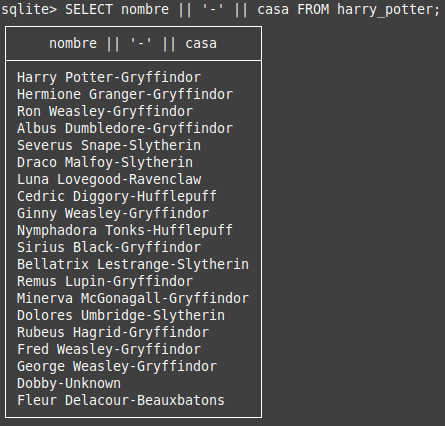 sqlite> SELECT nombre || '-' || casa FROM harry_potter;
nombre || '-' || casa
Harry Potter-Gryffindor
Hermione Granger-Gryffindor
Ron Weasley-Gryffindor
Albus Dumbledore-Gryffindor
Severus Snape-Slytherin
Draco Malfoy-Slytherin
Luna Lovegood-Ravenclaw
Cedric Diggory-Hufflepuff
Ginny Weasley-Gryffindor
Nymphadora Tonks-Hufflepuff
Sirius Black-Gryffindor
Bellatrix Lestrange-Slytherin
Remus Lupin-Gryffindor
Minerva McGonagall-Gryffindor
Dolores Umbridge-Slytherin
Rubeus Hagrid-Gryffindor
Fred Weasley-Gryffindor
George Weasley-Gryffindor
Dobby-Unknown
Fleur Delacour-Beauxbatons